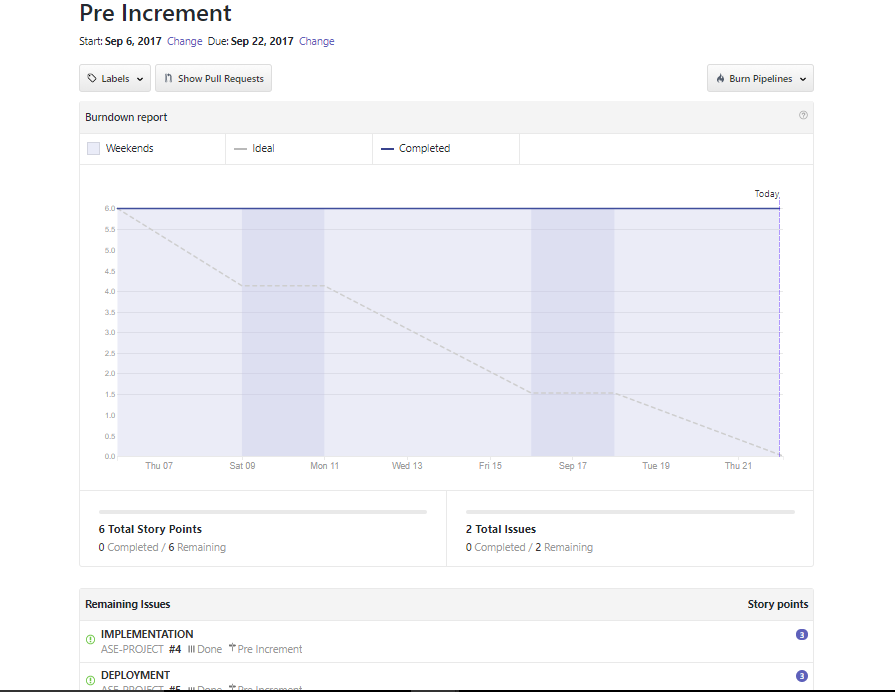 Pre Increment
Start: Sep 6, 2017 Change Due: Sep 22, 2017 Change
Labels Show Pull Requests Burn Pipelines
Burndown report
Weekends Ideal Completed
Today
6.0
5.5
5.0
4.5
4.0
3.5
3.0
2.5
2.0
1.5
1.0
0.5
0.0
Thu 07 Sat 09 Mon 11 Wed 13 Fri 15 Sep 17 Tue 19 Thu 21
6 Total Story Points 2 Total Issues
0 Completed / 6 Remaining 0 Completed / 2 Remaining
Remaining Issues Story points
IMPLEMENTATION 3
ASE-PROJECT #4 Done Pre Increment
DEPLOYMENT 3
ASE-PROJECT #5 Done Pre Increment